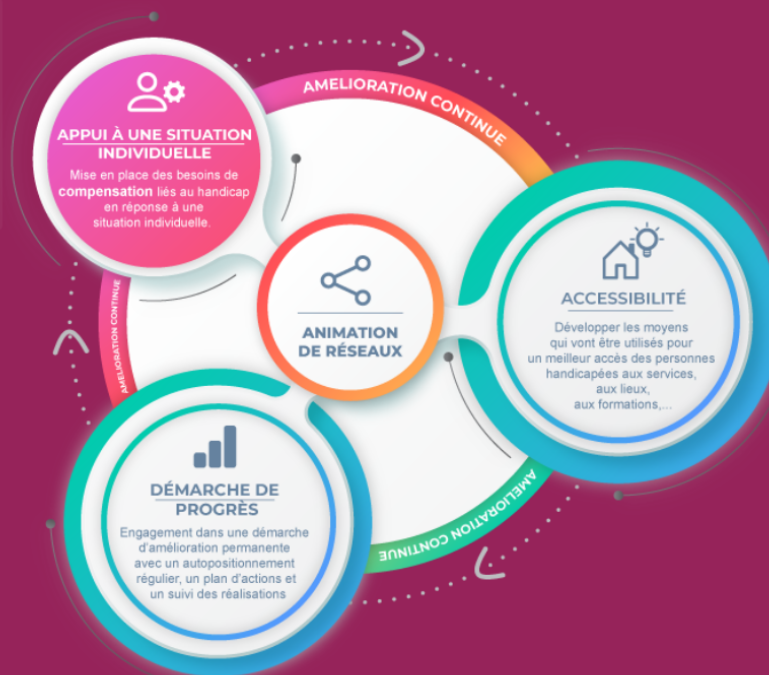 AMELIORATION CONTINUE
APPUI À UNE SITUATION
INDIVIDUELLE
Mise en place des besoins de
compensation liés au handicap
en réponse à une
situation individuelle.
ANIMATION
DE RÉSEAUX
ACCESSIBILITÉ
Développer les moyens
qui vont être utilisés pour
un meilleur accès des personnes
handicapées aux services,
aux lieux,
aux formations,...
AMELIORATION CONTINUE
DÉMARCHE DE
PROGRÈS
Engagement dans une démarche
d'amélioration permanente
avec un autopositionnement
régulier, un plan d'actions et
un suivi des réalisations
AMELIORATION CONTINUE